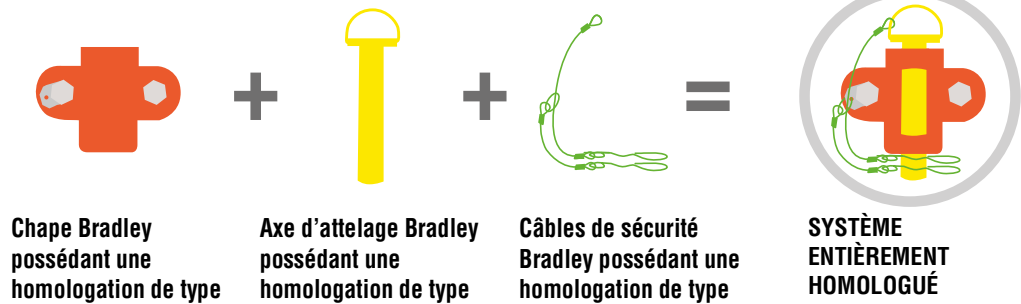 Chape Bradley
possédant une
homologation de type
Axe d'attelage Bradley
possédant une
homologation de type
Câbles de sécurité
Bradley possédant une
homologation de type
SYSTÈME
ENTIÈREMENT
HOMOLOGUÉ